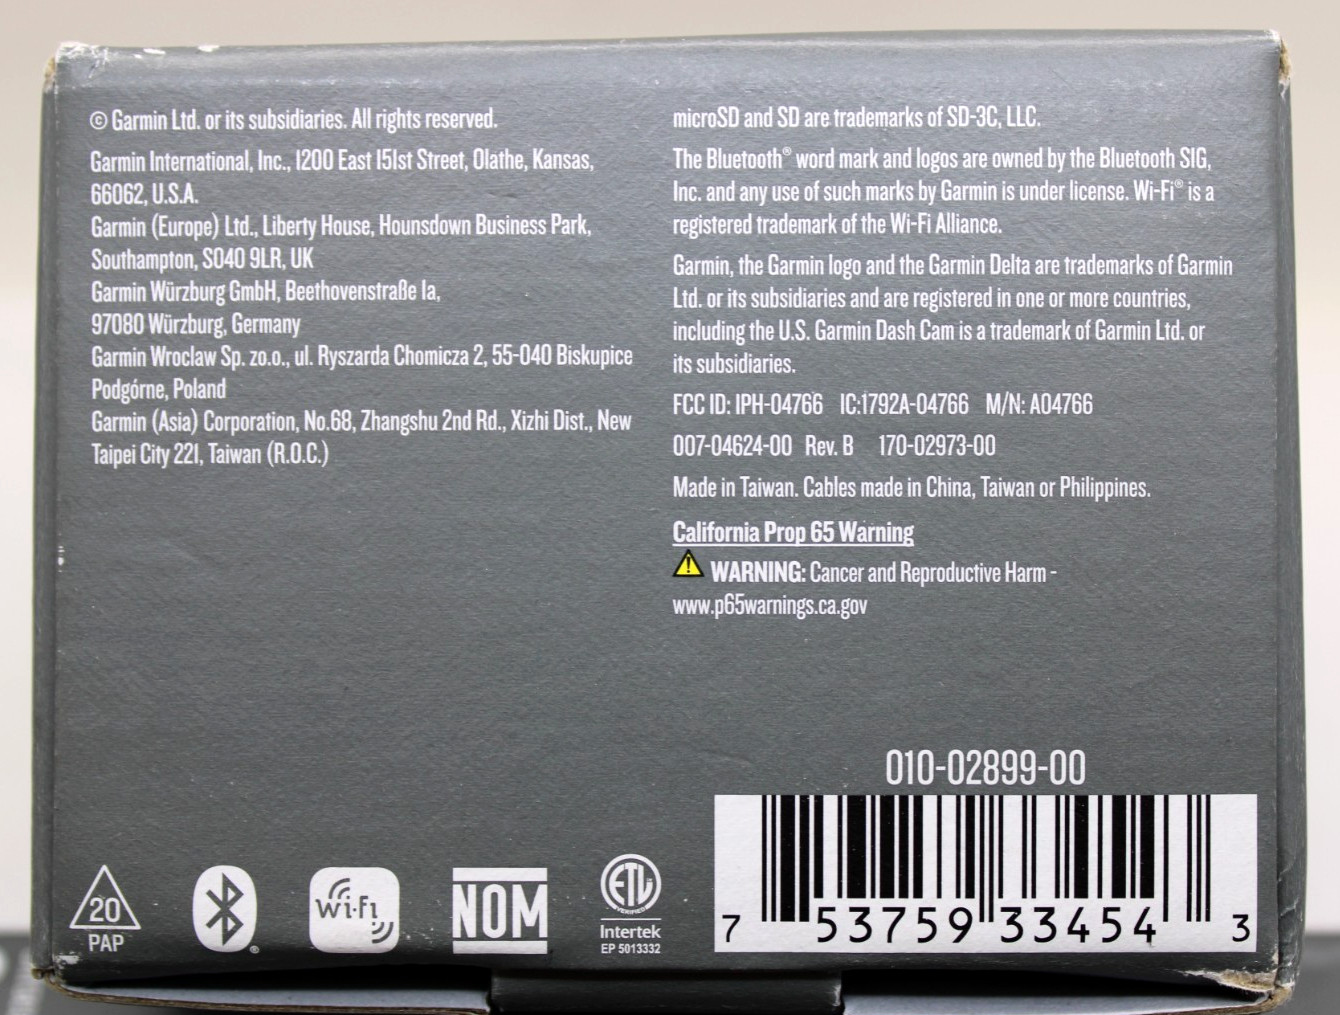 © Garmin Ltd. or its subsidiaries. All rights reserved.
Garmin International, Inc., 1200 East 151st Street, Olathe, Kansas,
66062, U.S.A.
Garmin (Europe) Ltd., Liberty House, Hounsdown Business Park,
Southampton, SO40 9LR, UK
Garmin Würzburg GmbH, Beethovenstraße 1a,
97080 Würzburg, Germany
Garmin Wroclaw Sp. zo.o., ul. Ryszarda Chomicza 2, 55-040 Biskupice
Podgórne, Poland
Garmin (Asia) Corporation, No.68, Zhangshu 2nd Rd., Xizhi Dist., New
Taipei City 221, Taiwan (R.O.C.)
microSD and SD are trademarks of SD-3C, LLC.
The Bluetooth® word mark and logos are owned by the Bluetooth SIG,
Inc. and any use of such marks by Garmin is under license. Wi-Fi® is a
registered trademark of the Wi-Fi Alliance.
Garmin, the Garmin logo and the Garmin Delta are trademarks of Garmin
Ltd. or its subsidiaries and are registered in one or more countries,
including the U.S. Garmin Dash Cam is a trademark of Garmin Ltd. or
its subsidiaries.
FCC ID: IPH-04766 IC:1792A-04766 M/N: A04766
007-04624-00 Rev. B 170-02973-00
Made in Taiwan. Cables made in China, Taiwan or Philippines.
California Prop 65 Warning
WARNING: Cancer and Reproductive Harm -
www.p65warnings.ca.gov
010-02899-00
7 53759 33454 3
20
PAP
®
Wi-Fi
NOM
ETL
VERIFIED
Intertek
EP 5013332